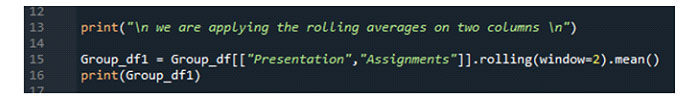 12
13 print("\n we are applying the rolling averages on two columns \n")
14
15 Group_df1 = Group_df[["Presentation","Assignments"]].rolling(window=2).mean()
16 print(Group_df1)
17